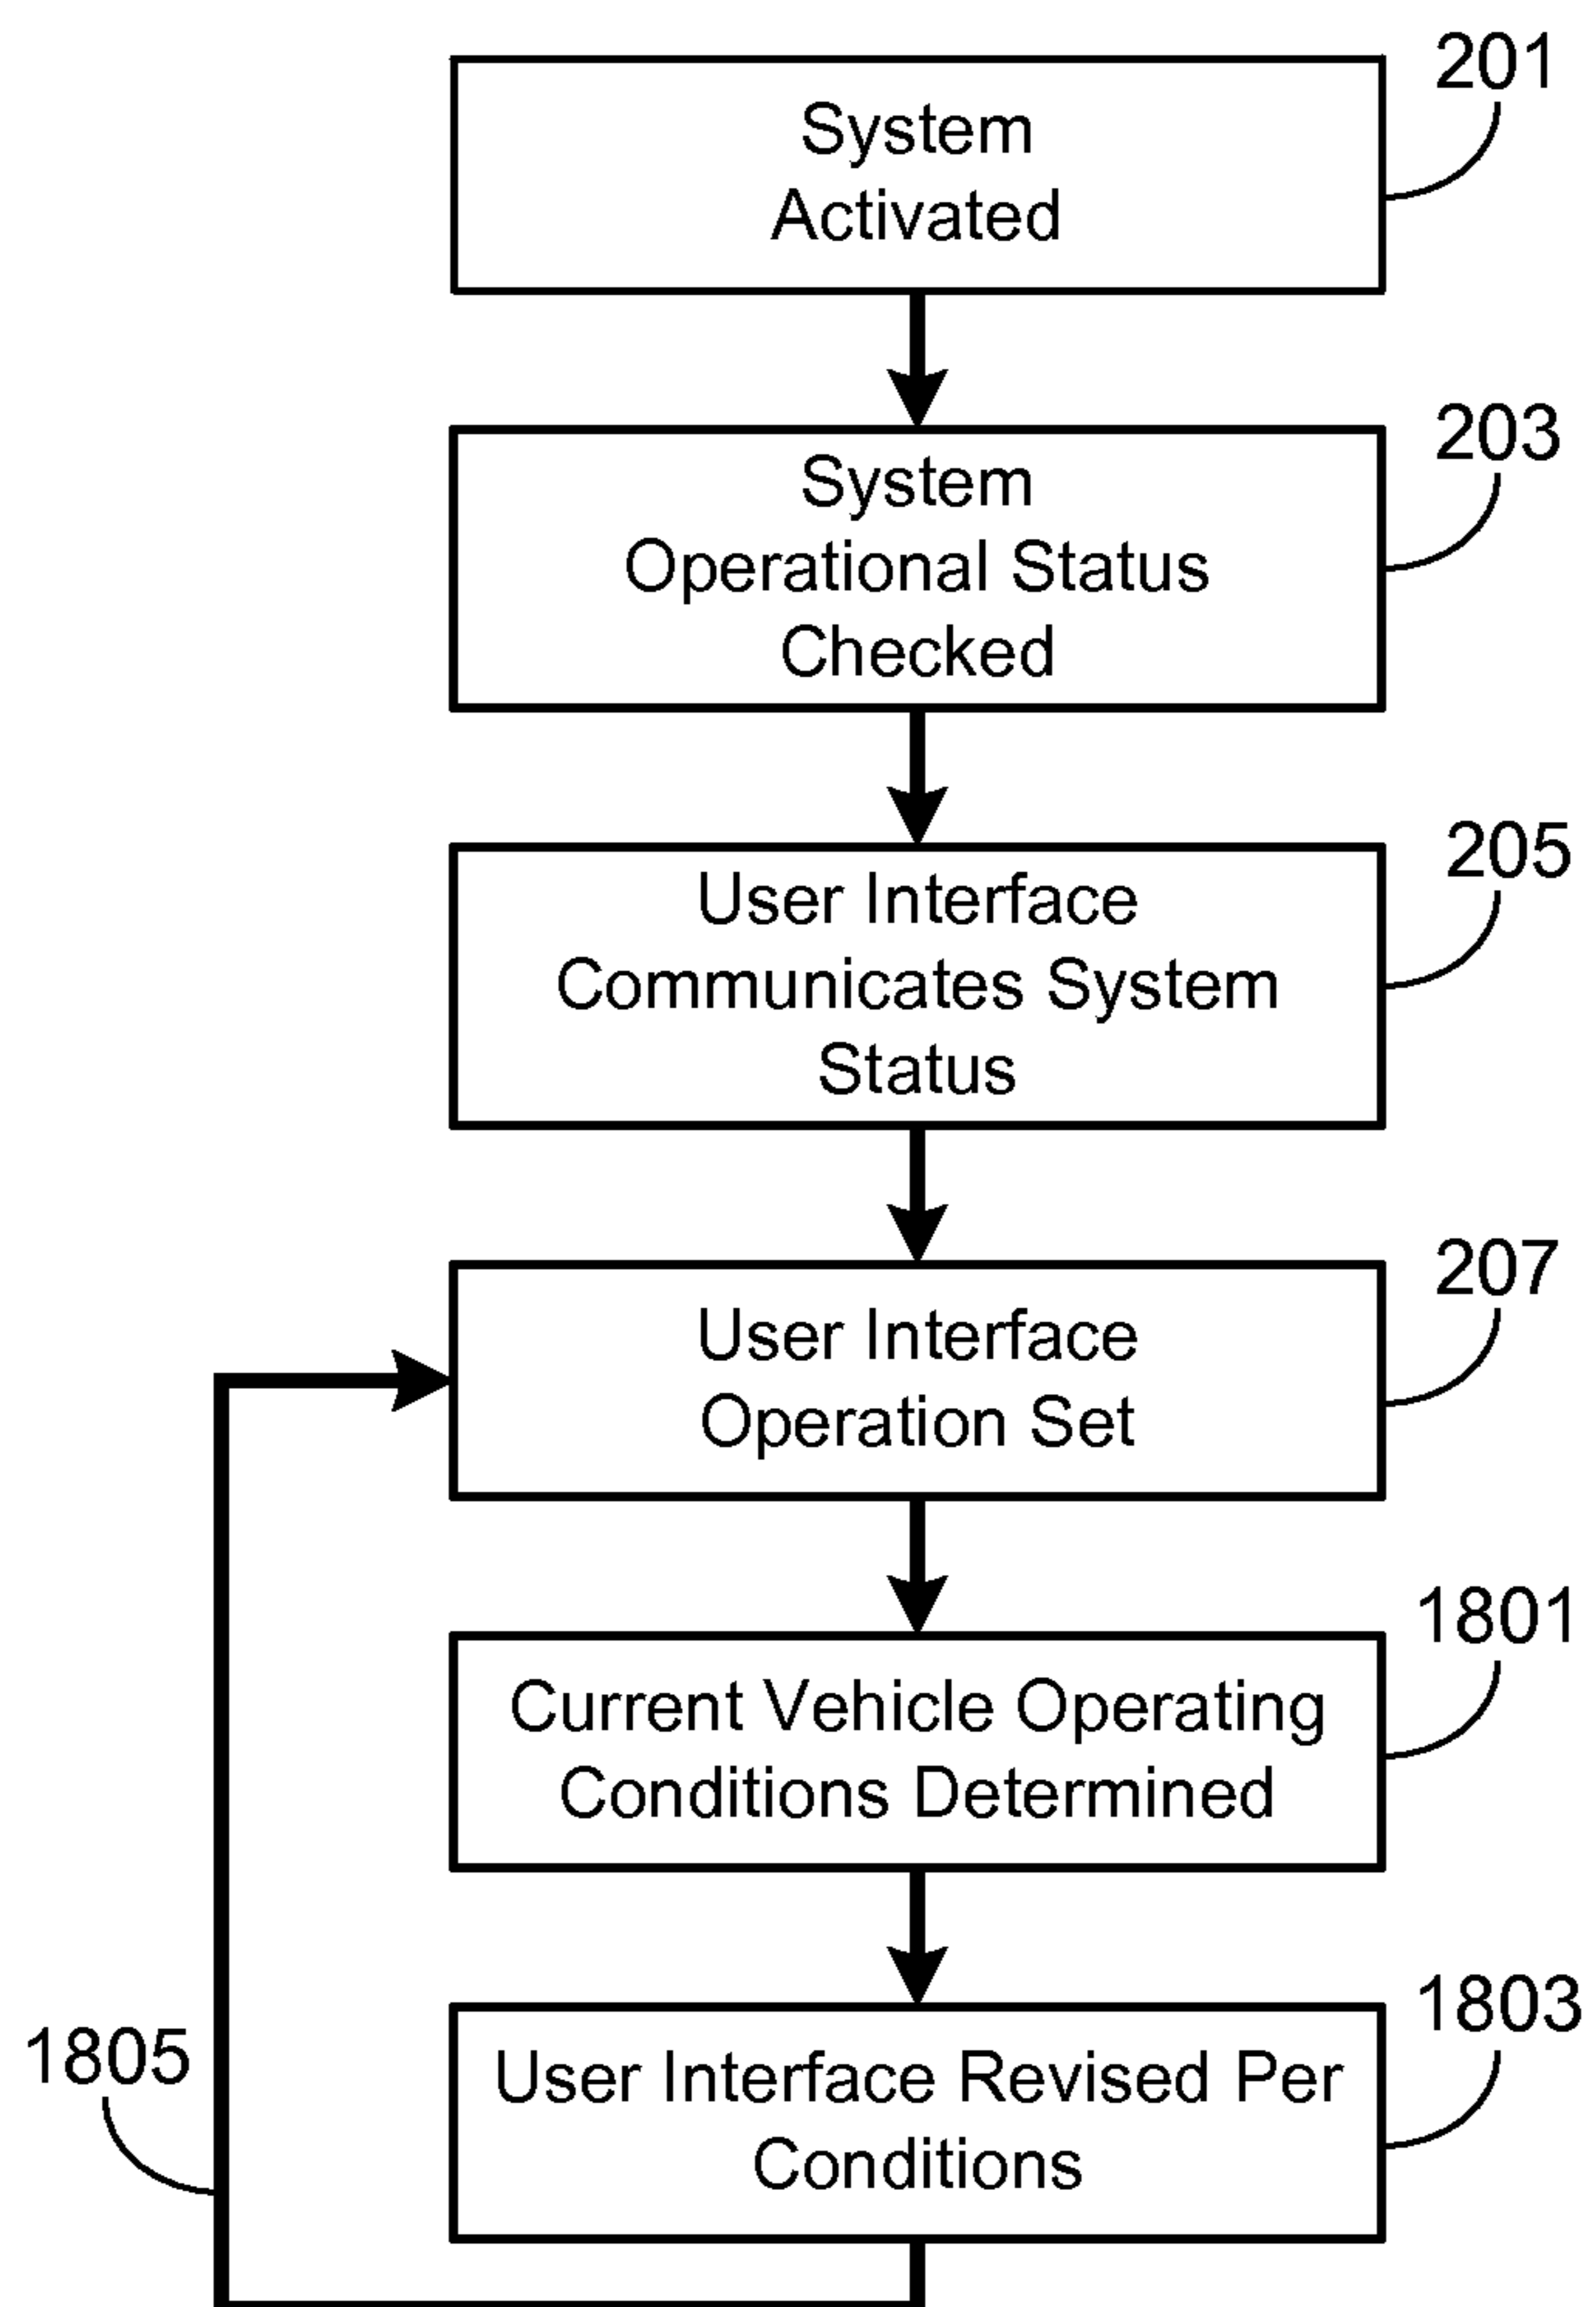 System
Activated
201
System
Operational Status
Checked
203
User Interface
Communicates System
Status
205
User Interface
Operation Set
207
Current Vehicle Operating
Conditions Determined
1801
User Interface Revised Per
Conditions
1803
1805